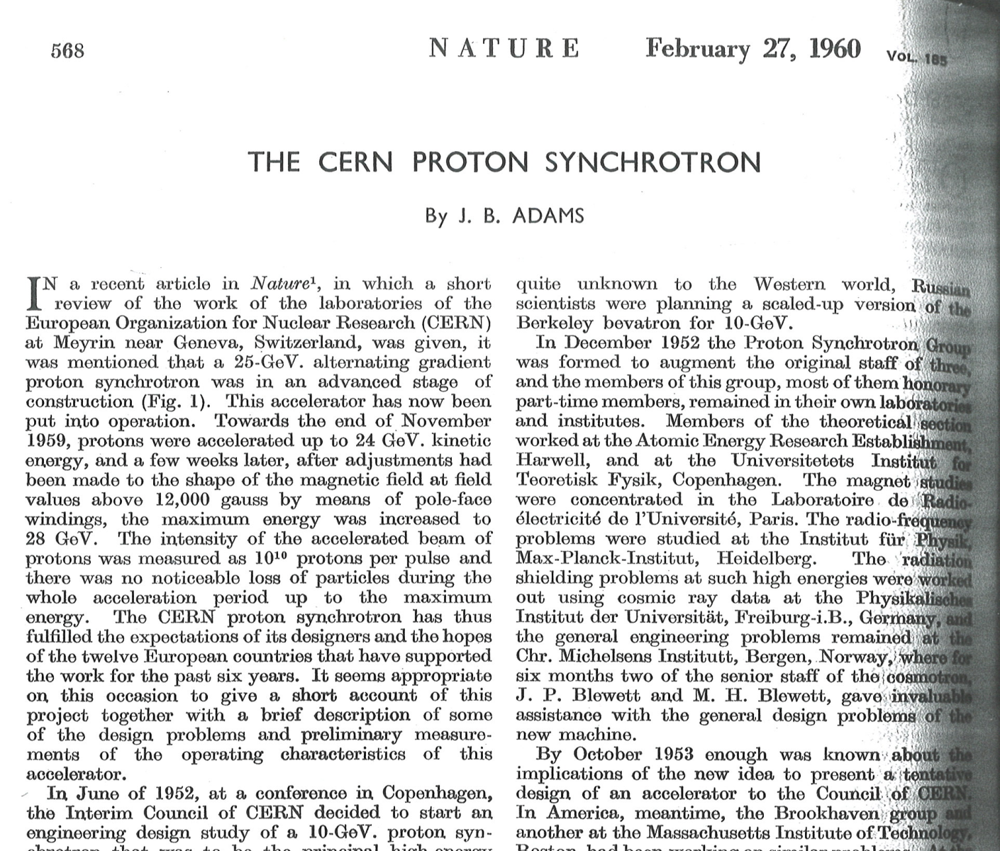 568 NATURE February 27, 1960 VOL. 185
THE CERN PROTON SYNCHROTRON
By J. B. ADAMS
IN a recent article in Nature¹, in which a short
review of the work of the laboratories of the
European Organization for Nuclear Research (CERN)
at Meyrin near Geneva, Switzerland, was given, it
was mentioned that a 25-GeV. alternating gradient
proton synchrotron was in an advanced stage of
construction (Fig. 1). This accelerator has now been
put into operation. Towards the end of November
1959, protons were accelerated up to 24 GeV. kinetic
energy, and a few weeks later, after adjustments had
been made to the shape of the magnetic field at field
values above 12,000 gauss by means of pole-face
windings, the maximum energy was increased to
28 GeV. The intensity of the accelerated beam of
protons was measured as 10¹⁰ protons per pulse and
there was no noticeable loss of particles during the
whole acceleration period up to the maximum
energy. The CERN proton synchrotron has thus
fulfilled the expectations of its designers and the hopes
of the twelve European countries that have supported
the work for the past six years. It seems appropriate
on this occasion to give a short account of this
project together with a brief description of some
of the design problems and preliminary measure-
ments of the operating characteristics of this
accelerator.
In June of 1952, at a conference in Copenhagen,
the Interim Council of CERN decided to start an
engineering design study of a 10-GeV. proton syn-
chrotron that was to be the principal high energy
quite unknown to the Western world, Russian
scientists were planning a scaled-up version of the
Berkeley bevatron for 10-GeV.
In December 1952 the Proton Synchrotron Group
was formed to augment the original staff of three,
and the members of this group, most of them honorary
part-time members, remained in their own laboratories
and institutes. Members of the theoretical section
worked at the Atomic Energy Research Establishment,
Harwell, and at the Universitetets Institut for
Teoretisk Fysik, Copenhagen. The magnet studies
were concentrated in the Laboratoire de Radio-
électricité de l'Université, Paris. The radio-frequency
problems were studied at the Institut für Physik,
Max-Planck-Institut, Heidelberg. The radiation
shielding problems at such high energies were worked
out using cosmic ray data at the Physikalisches
Institut der Universität, Freiburg-i.B., Germany, and
the general engineering problems remained at the
Chr. Michelsens Institutt, Bergen, Norway, where for
six months two of the senior staff of the cosmotron,
J. P. Blewett and M. H. Blewett, gave invaluable
assistance with the general design problems of the
new machine.
By October 1953 enough was known about the
implications of the new idea to present a tentative
design of an accelerator to the Council of CERN.
In America, meantime, the Brookhaven group and
another at the Massachusetts Institute of Technology,
Boston, had been working on similar problems.